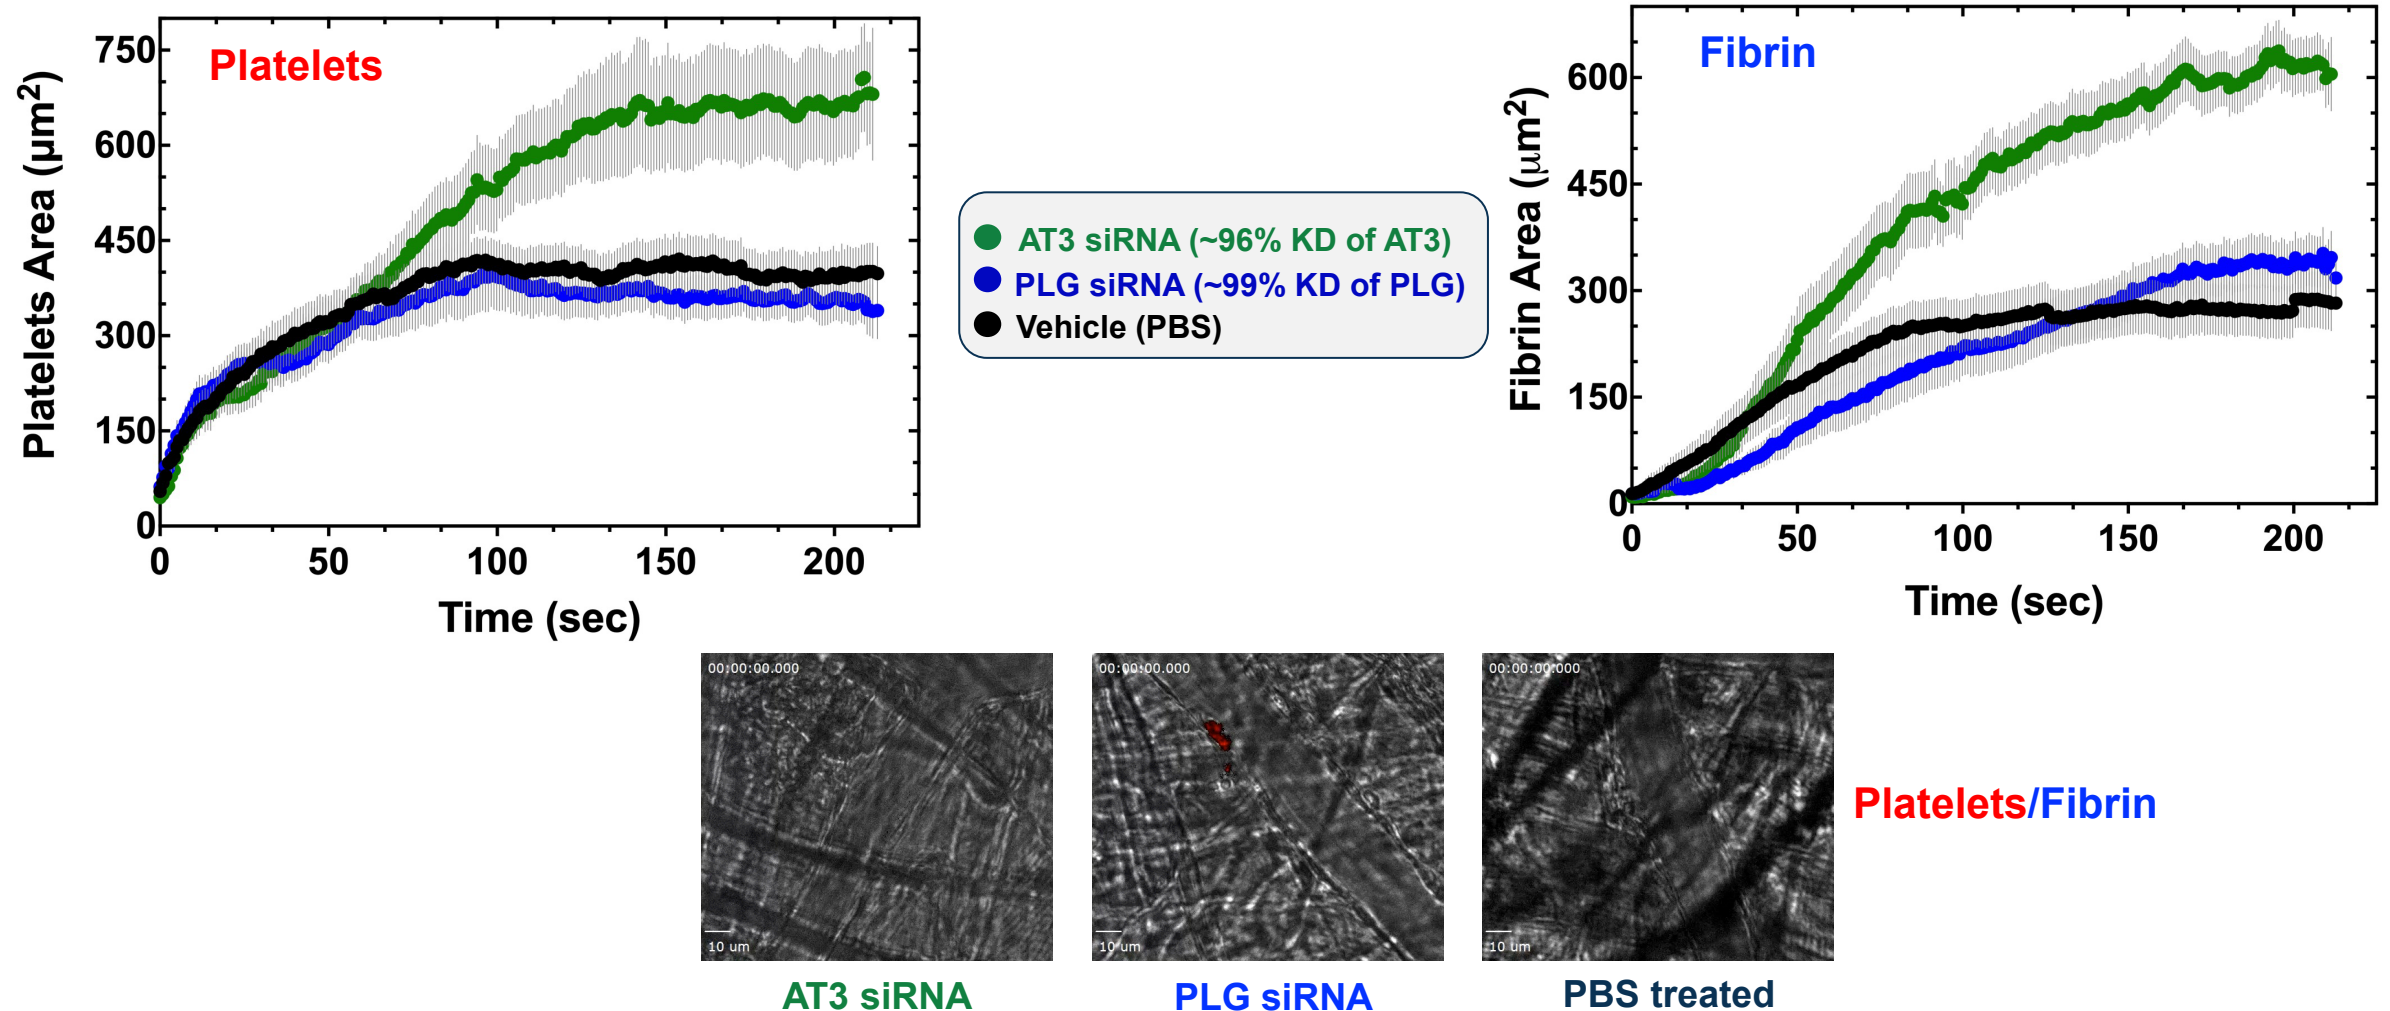 Platelets
Platelets Area (µm²)
750
600
450
300
150
0
0 50 100 150 200
Time (sec)
AT3 siRNA (~96% KD of AT3)
PLG siRNA (~99% KD of PLG)
Vehicle (PBS)
Fibrin
Fibrin Area (µm²)
600
450
300
150
0
0 50 100 150 200
Time (sec)
00:00:00.000
10 um
AT3 siRNA
00:00:00.000
10 um
PLG siRNA
00:00:00.000
10 um
PBS treated
Platelets/Fibrin